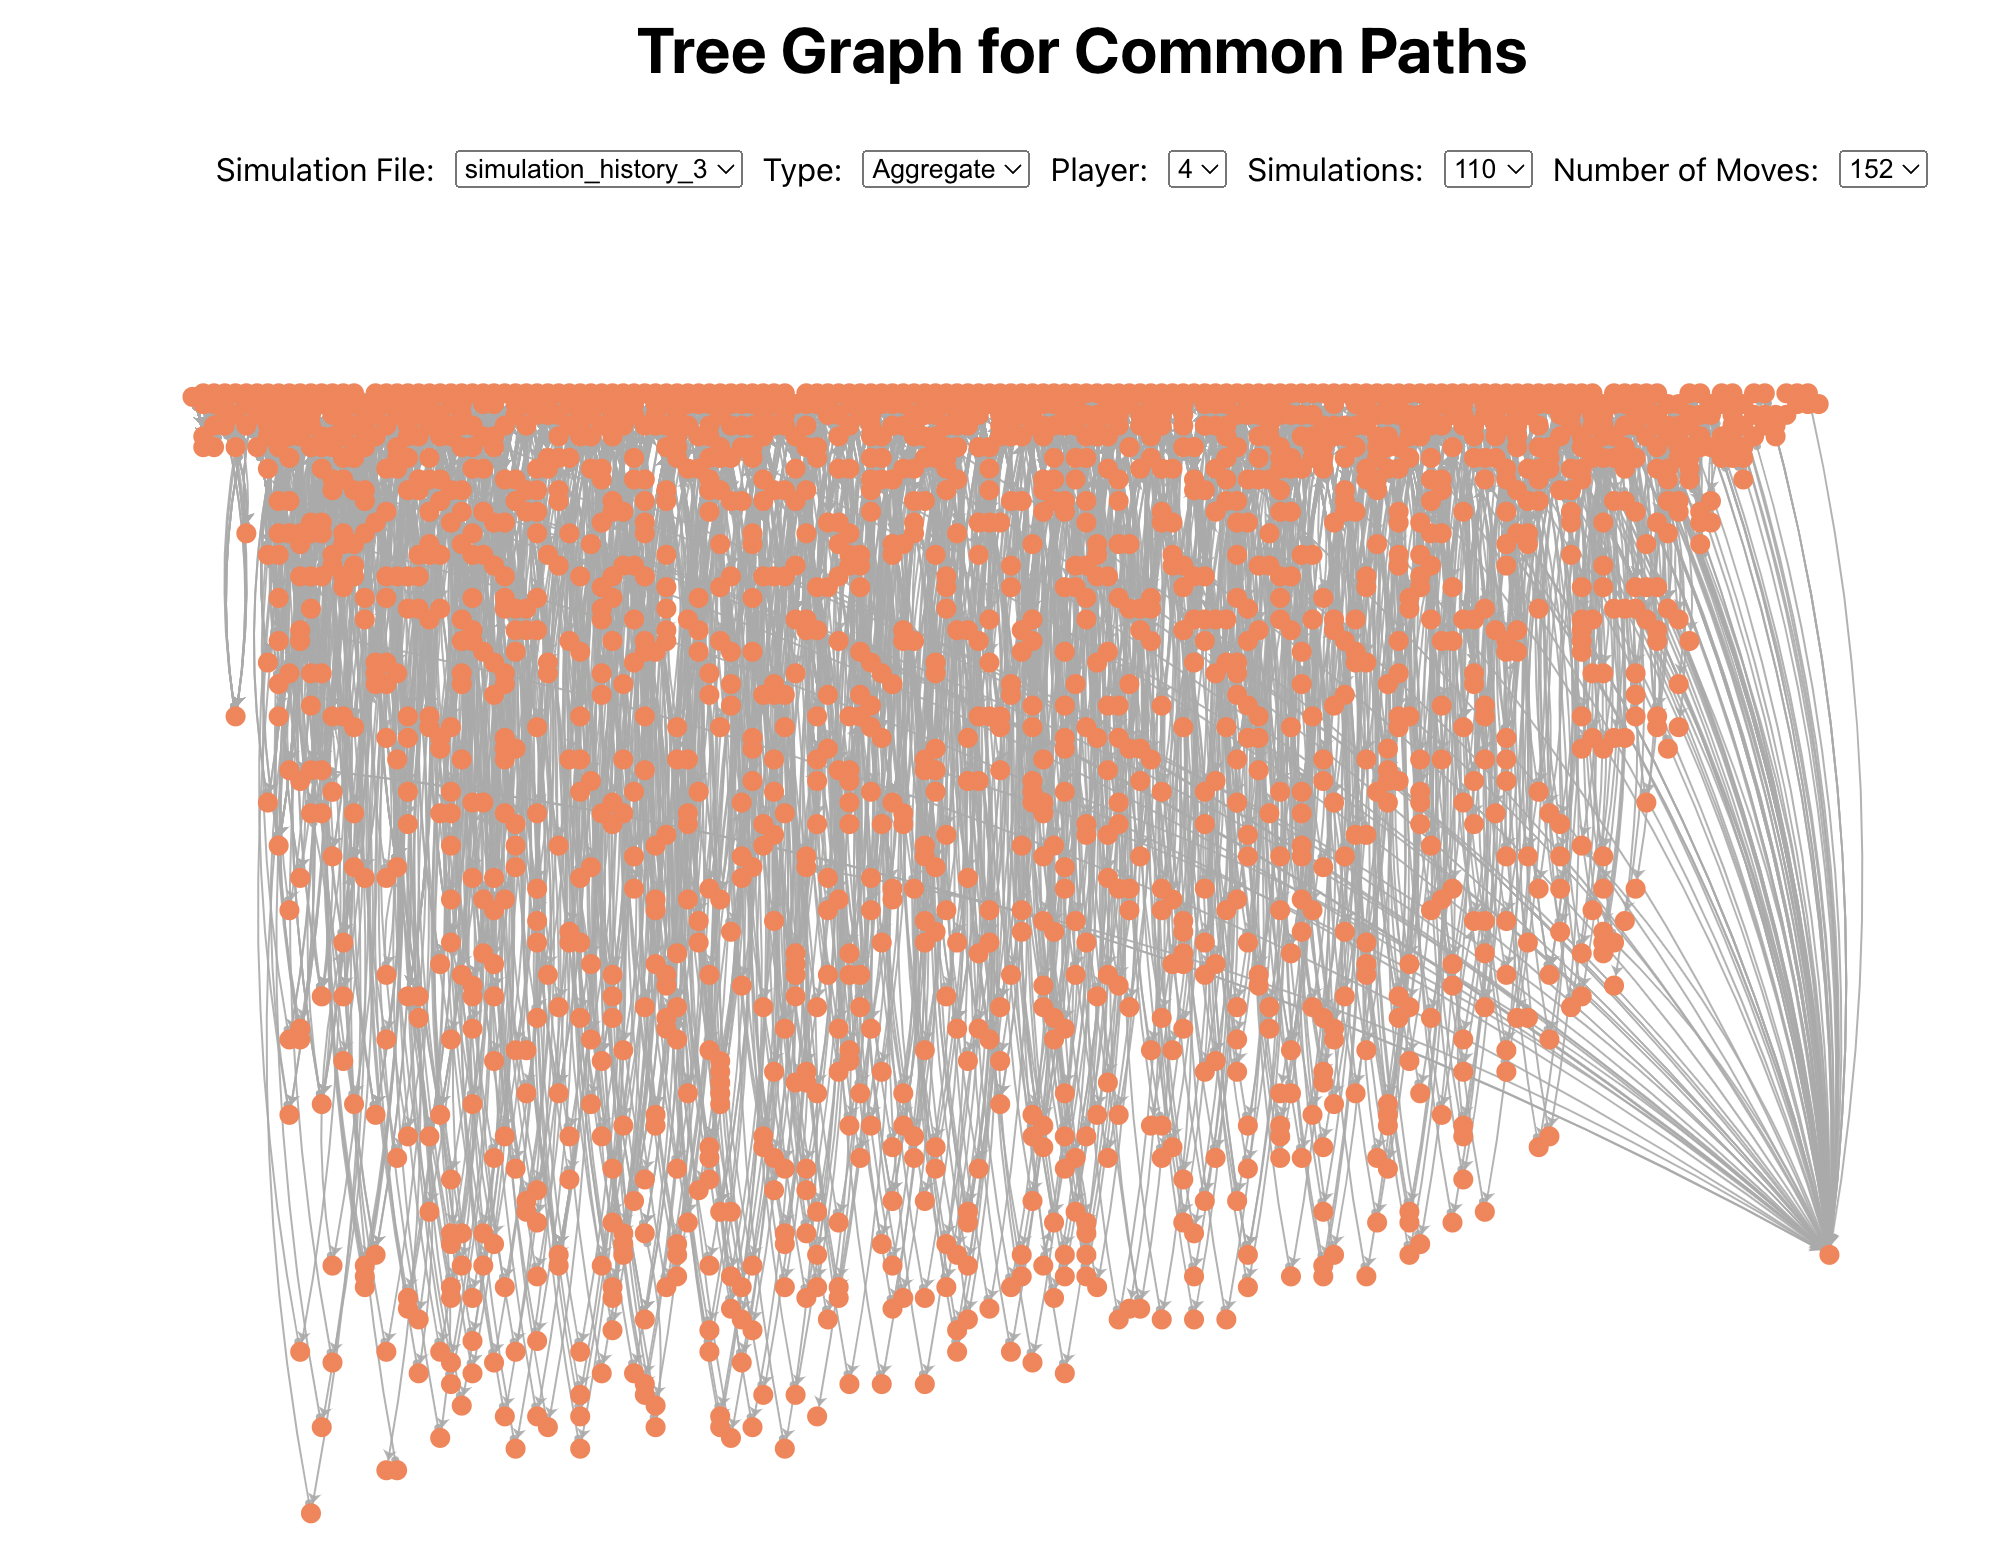 Tree Graph for Common Paths
Simulation File: simulation_history_3 Type: Aggregate Player: 4 Simulations: 110 Number of Moves: 152